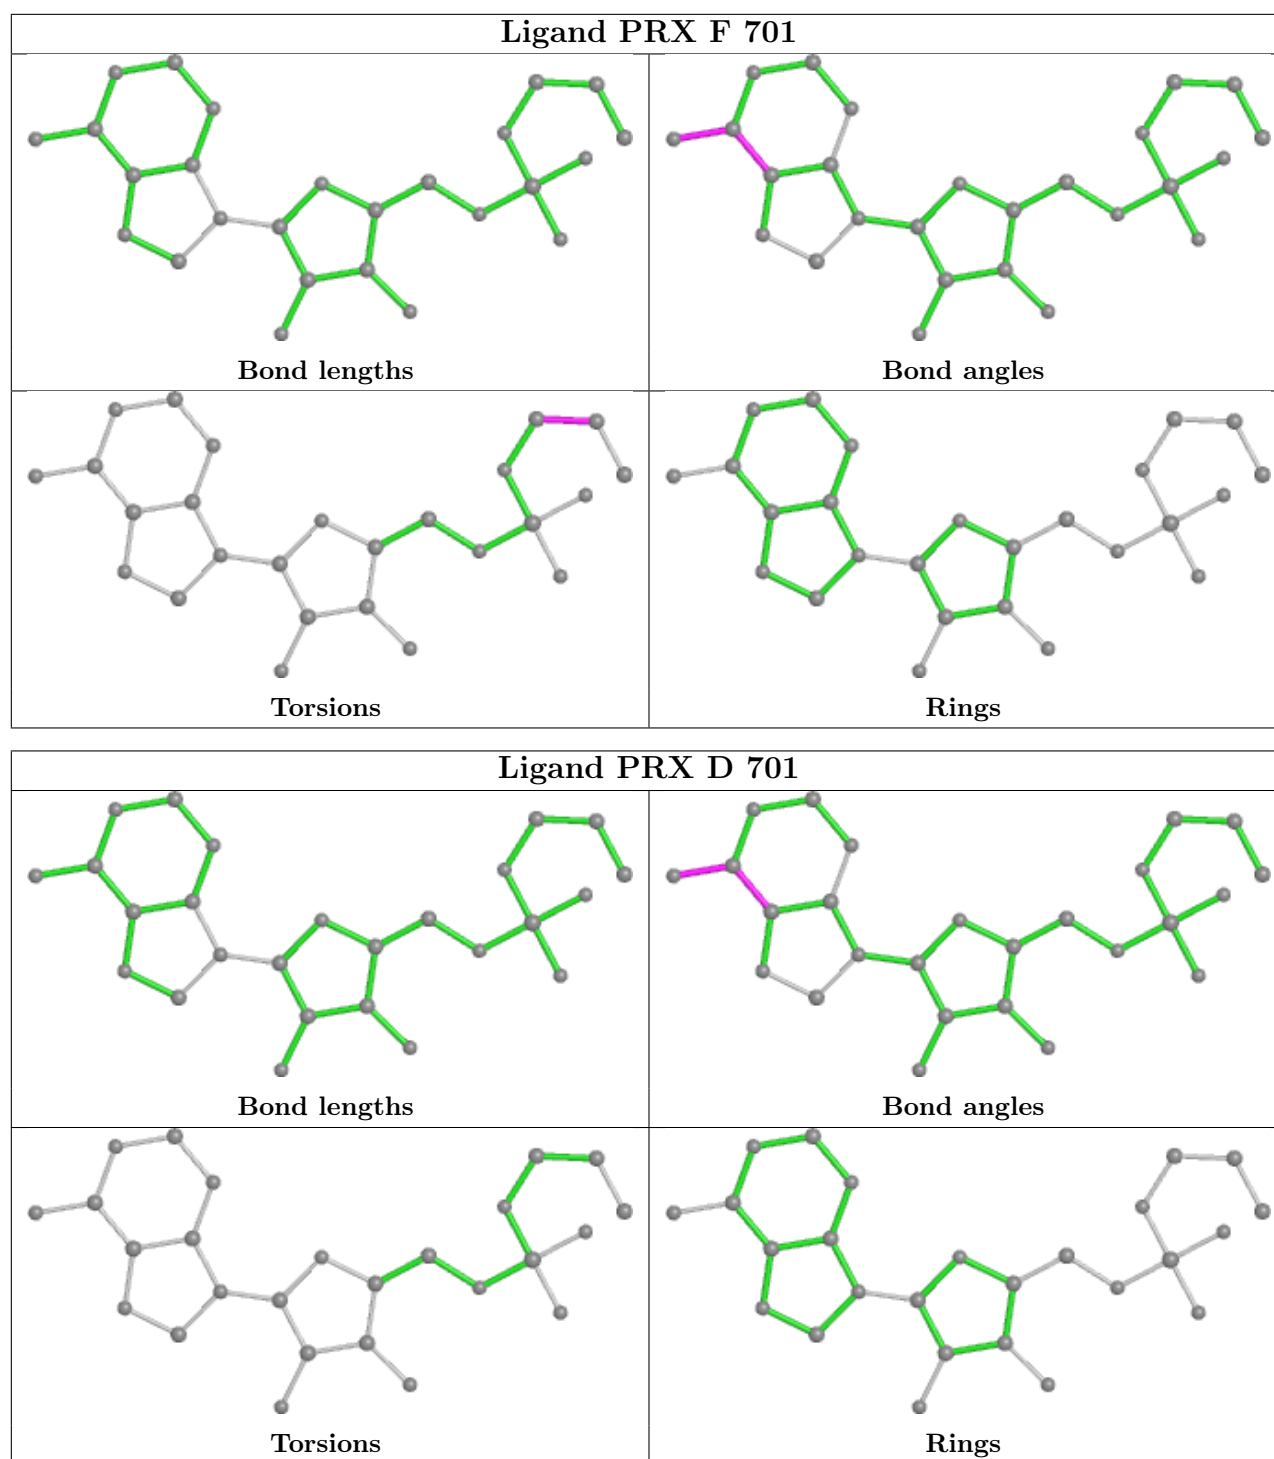 Ligand PRX F 701
Bond lengths
Bond angles
Torsions
Rings
Ligand PRX D 701
Bond lengths
Bond angles
Torsions
Rings